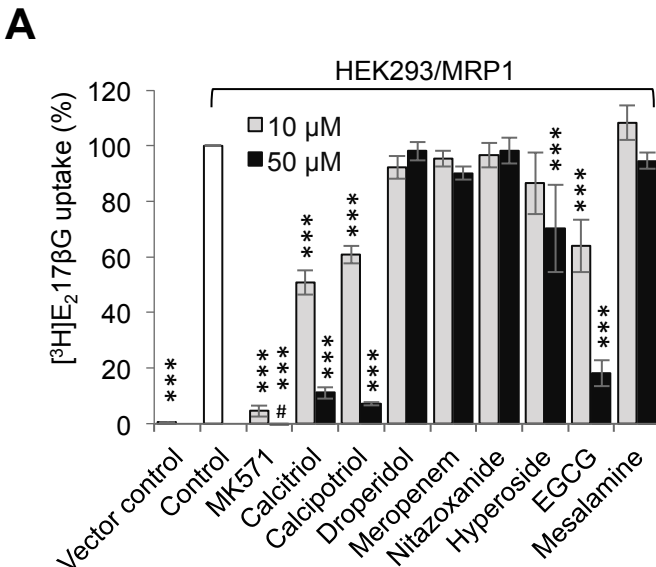 A
HEK293/MRP1
[³H]E₂17βG uptake (%)
120
100
80
60
40
20
0
10 µM
50 µM
***
***
***
#
***
***
***
***
***
***
***
Vector control
Control
MK571
Calcitriol
Calcipotriol
Droperidol
Meropenem
Nitazoxanide
Hyperoside
EGCG
Mesalamine